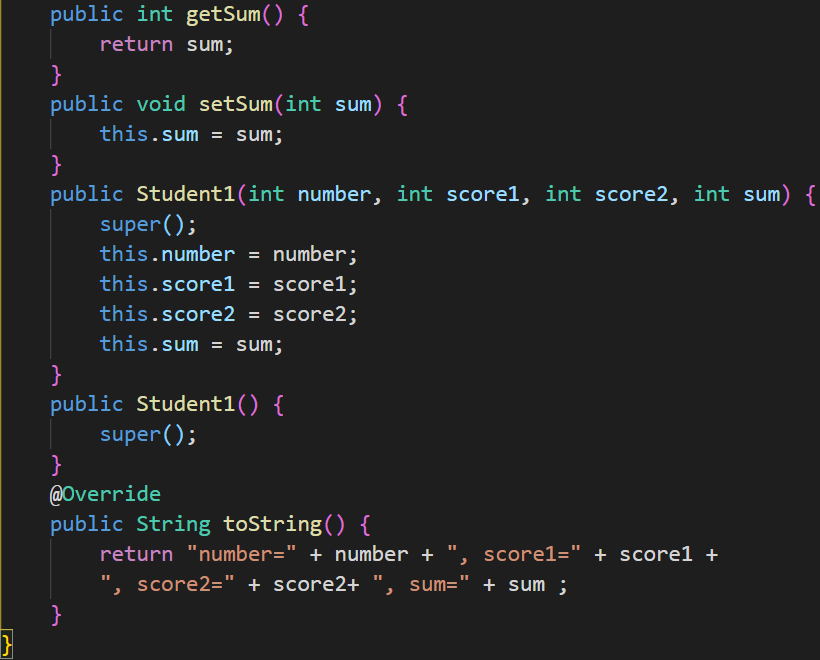 public int getSum() {
return sum;
}
public void setSum(int sum) {
this.sum = sum;
}
public Student1(int number, int score1, int score2, int sum) {
super();
this.number = number;
this.score1 = score1;
this.score2 = score2;
this.sum = sum;
}
public Student1() {
super();
}
@Override
public String toString() {
return "number=" + number + ", score1=" + score1 +
", score2=" + score2+ ", sum=" + sum ;
}
}